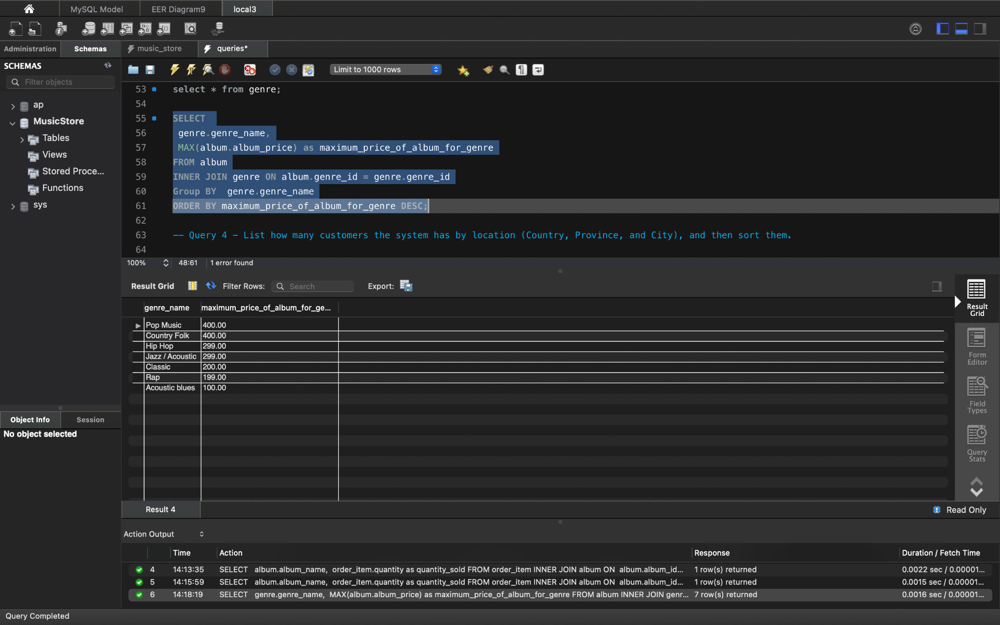 MySQL Model
EER Diagram9
local3
Administration
Schemas
music_store
queries*
SCHEMAS
Filter objects
Limit to 1000 rows
ap
MusicStore
Tables
Views
Stored Proce...
Functions
sys
53 select * from genre;
54
55 SELECT
56 genre.genre_name,
57 MAX(album.album_price) as maximum_price_of_album_for_genre
58 FROM album
59 INNER JOIN genre ON album.genre_id = genre.genre_id
60 Group BY  genre.genre_name
61 ORDER BY maximum_price_of_album_for_genre DESC;
62
63 -- Query 4 - List how many customers the system has by location (Country, Province, and City), and then sort them.
64
100% 48:61 1 error found
Result Grid Filter Rows: Search Export:
genre_name maximum_price_of_album_for_ge...
Pop Music 400.00
Country Folk 400.00
Hip Hop 299.00
Jazz / Acoustic 299.00
Classic 200.00
Rap 199.00
Acoustic blues 100.00
Result
Grid
Form
Editor
Field
Types
Query
Stats
Object Info
Session
No object selected
Result 4
Read Only
Action Output
Time Action Response Duration / Fetch Time
4 14:13:35 SELECT album.album_name, order_item.quantity as quantity_sold FROM order_item INNER JOIN album ON album.album_id... 1 row(s) returned 0.0022 sec / 0.00001...
5 14:15:59 SELECT album.album_name, order_item.quantity as quantity_sold FROM order_item INNER JOIN album ON album.album_id... 1 row(s) returned 0.0015 sec / 0.00001...
6 14:18:19 SELECT genre.genre_name, MAX(album.album_price) as maximum_price_of_album_for_genre FROM album INNER JOIN genr... 7 row(s) returned 0.0016 sec / 0.00001...
Query Completed